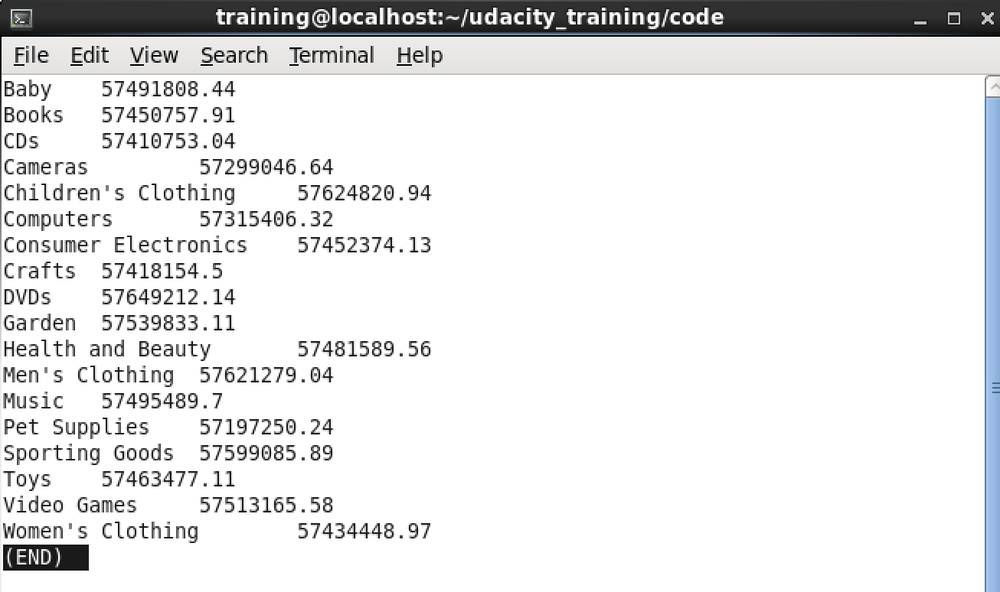 training@localhost:~/udacity_training/code
File Edit View Search Terminal Help
Baby 57491808.44
Books 57450757.91
CDs 57410753.04
Cameras 57299046.64
Children's Clothing 57624820.94
Computers 57315406.32
Consumer Electronics 57452374.13
Crafts 57418154.5
DVDs 57649212.14
Garden 57539833.11
Health and Beauty 57481589.56
Men's Clothing 57621279.04
Music 57495489.7
Pet Supplies 57197250.24
Sporting Goods 57599085.89
Toys 57463477.11
Video Games 57513165.58
Women's Clothing 57434448.97
(END)